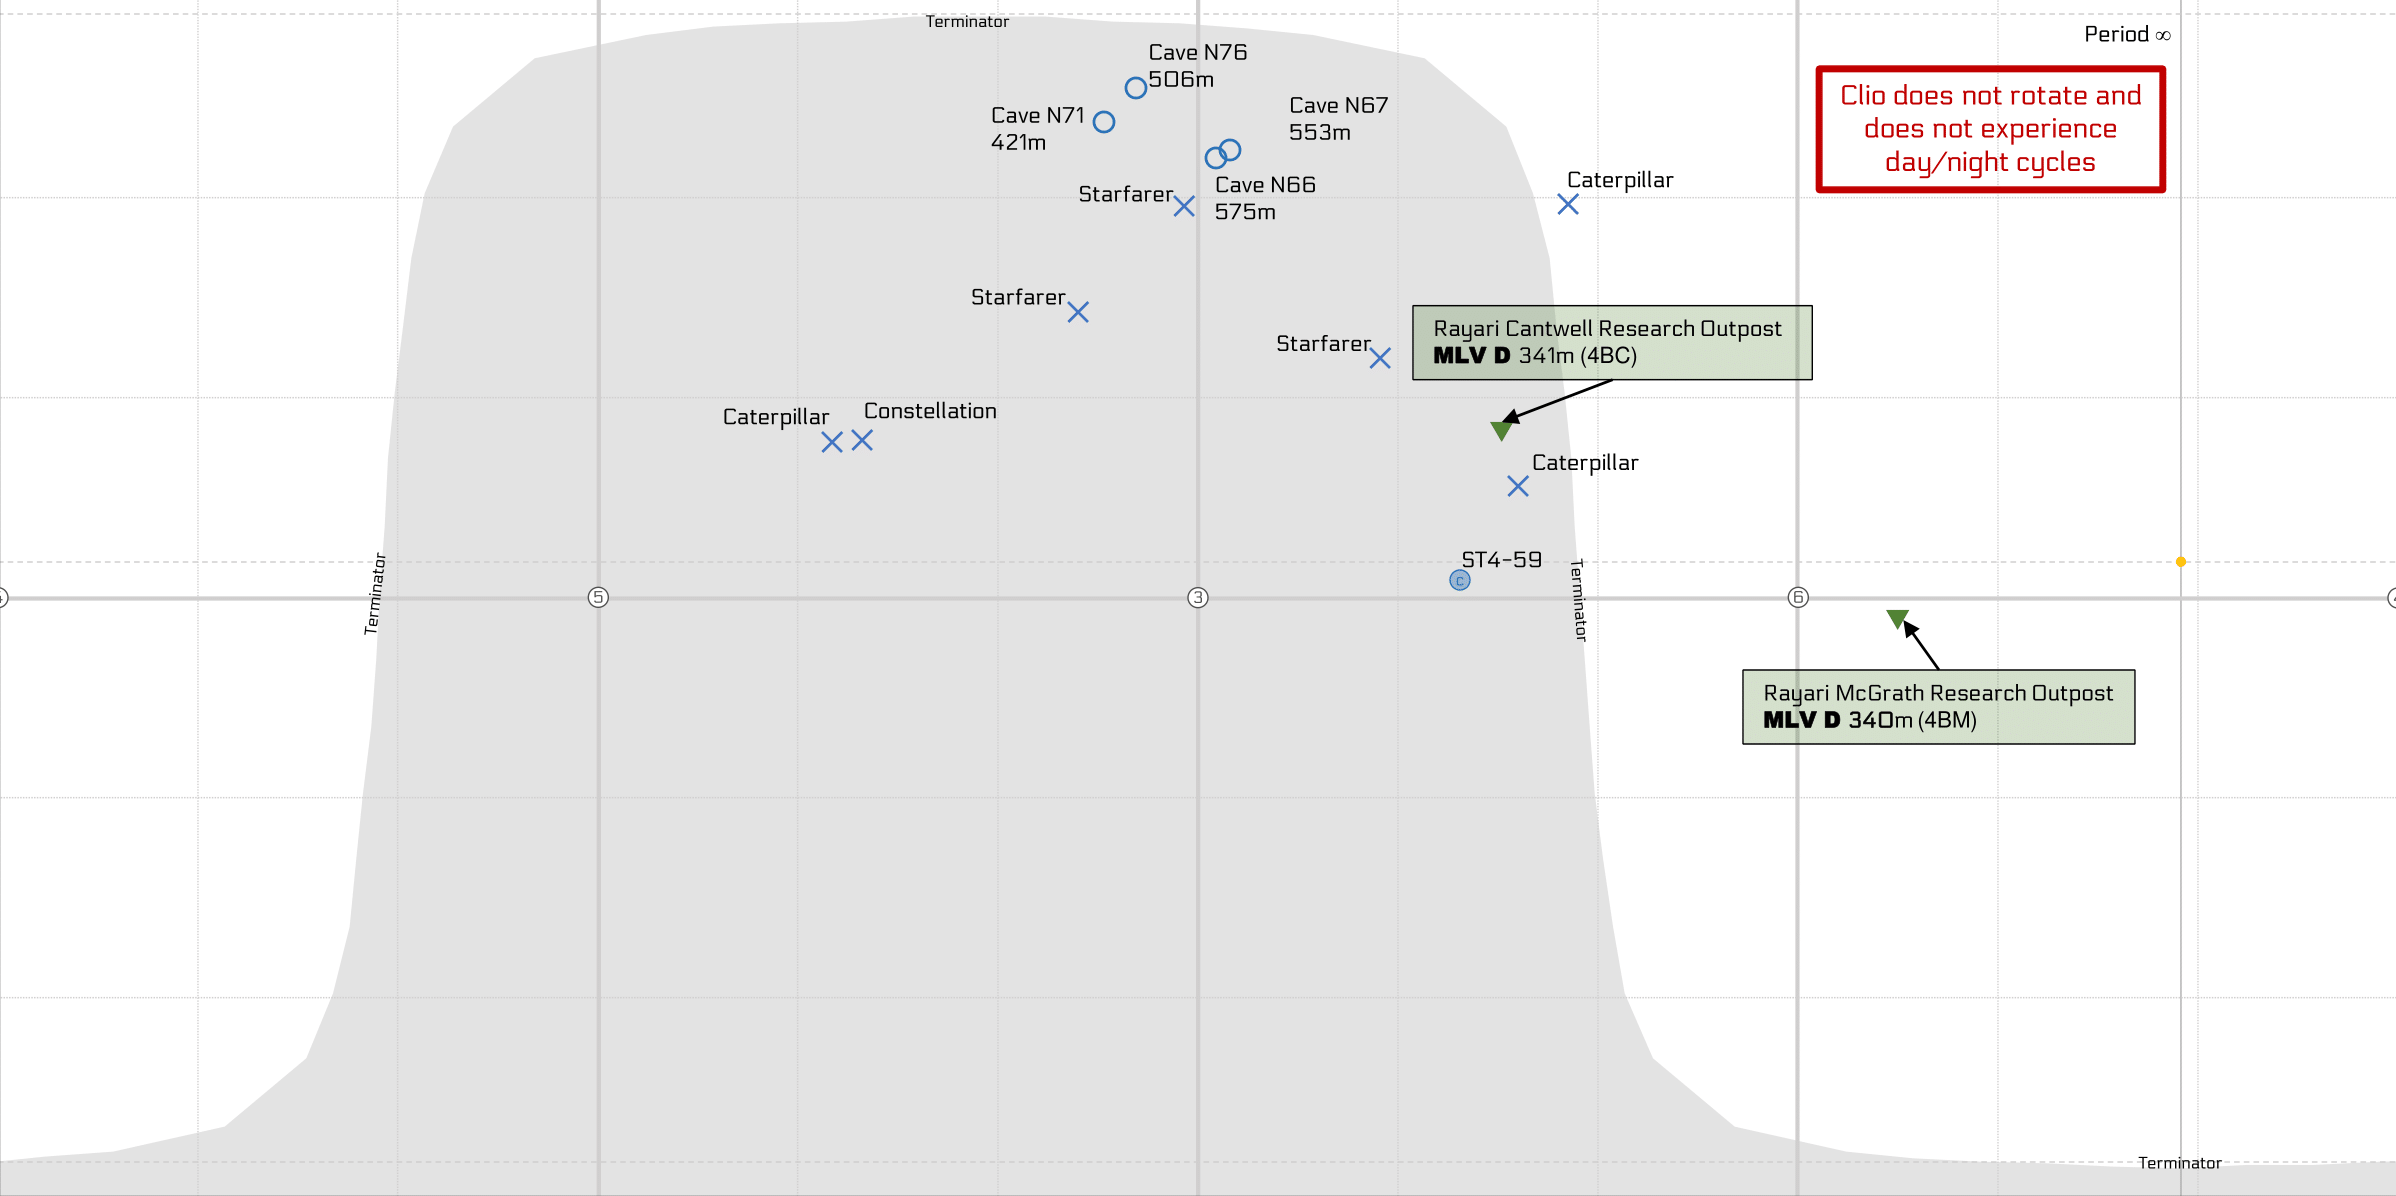 Terminator
Period ∞
Cave N76
506m
Clio does not rotate and
does not experience
day/night cycles
Cave N71
421m
Cave N67
553m
Caterpillar
Starfarer
Cave N66
575m
Starfarer
Rayari Cantwell Research Outpost
MLV D 341m (4BC)
Starfarer
Caterpillar
Constellation
Caterpillar
ST4-59
C
Terminator
Terminator
5
3
6
4
Rayari McGrath Research Outpost
MLV D 340m (4BM)
Terminator